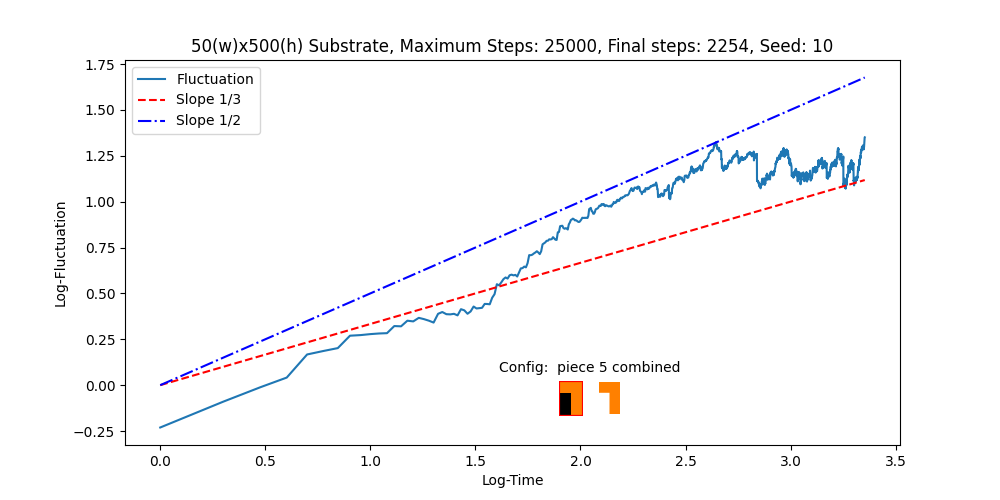 50(w)x500(h) Substrate, Maximum Steps: 25000, Final steps: 2254, Seed: 10
Fluctuation
Slope 1/3
Slope 1/2
1.75
1.50
1.25
1.00
0.75
0.50
0.25
0.00
−0.25
Log-Fluctuation
Config:  piece 5 combined
0.0 0.5 1.0 1.5 2.0 2.5 3.0 3.5
Log-Time